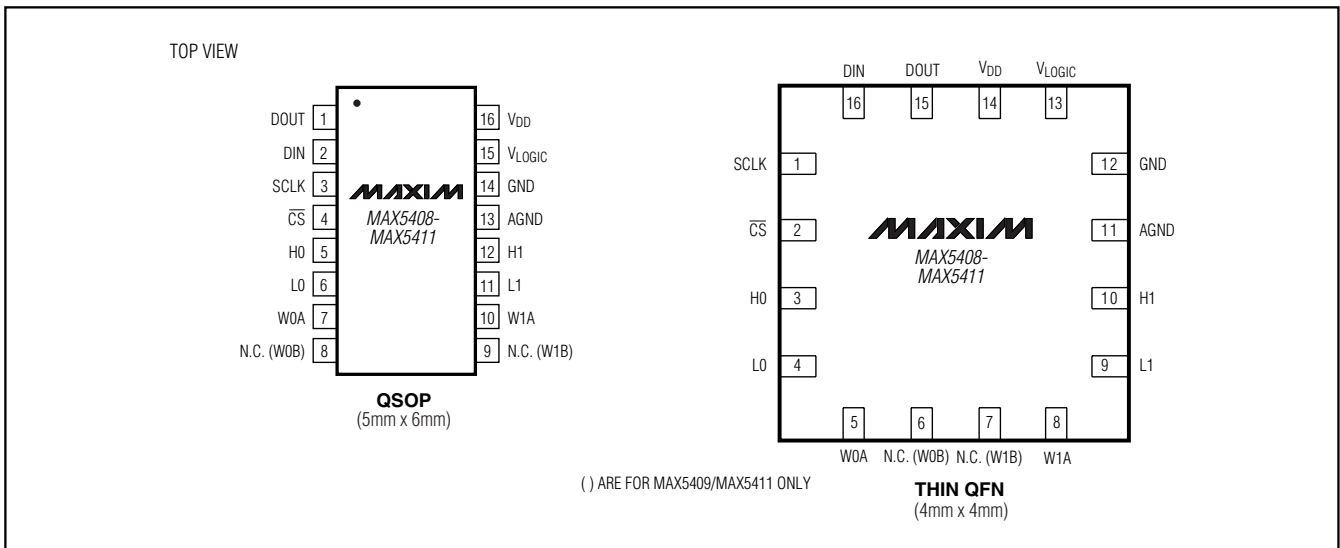 TOP VIEW
DOUT 1
DIN 2
SCLK 3
CS 4
H0 5
L0 6
W0A 7
N.C. (W0B) 8
16 VDD
15 VLOGIC
14 GND
13 AGND
12 H1
11 L1
10 W1A
9 N.C. (W1B)
MAXIM
MAX5408-
MAX5411
QSOP
(5mm x 6mm)
DIN DOUT VDD VLOGIC
16 15 14 13
SCLK 1
CS 2
H0 3
L0 4
12 GND
11 AGND
10 H1
9 L1
MAXIM
MAX5408-
MAX5411
5 6 7 8
W0A N.C. (W0B) N.C. (W1B) W1A
( ) ARE FOR MAX5409/MAX5411 ONLY
THIN QFN
(4mm x 4mm)